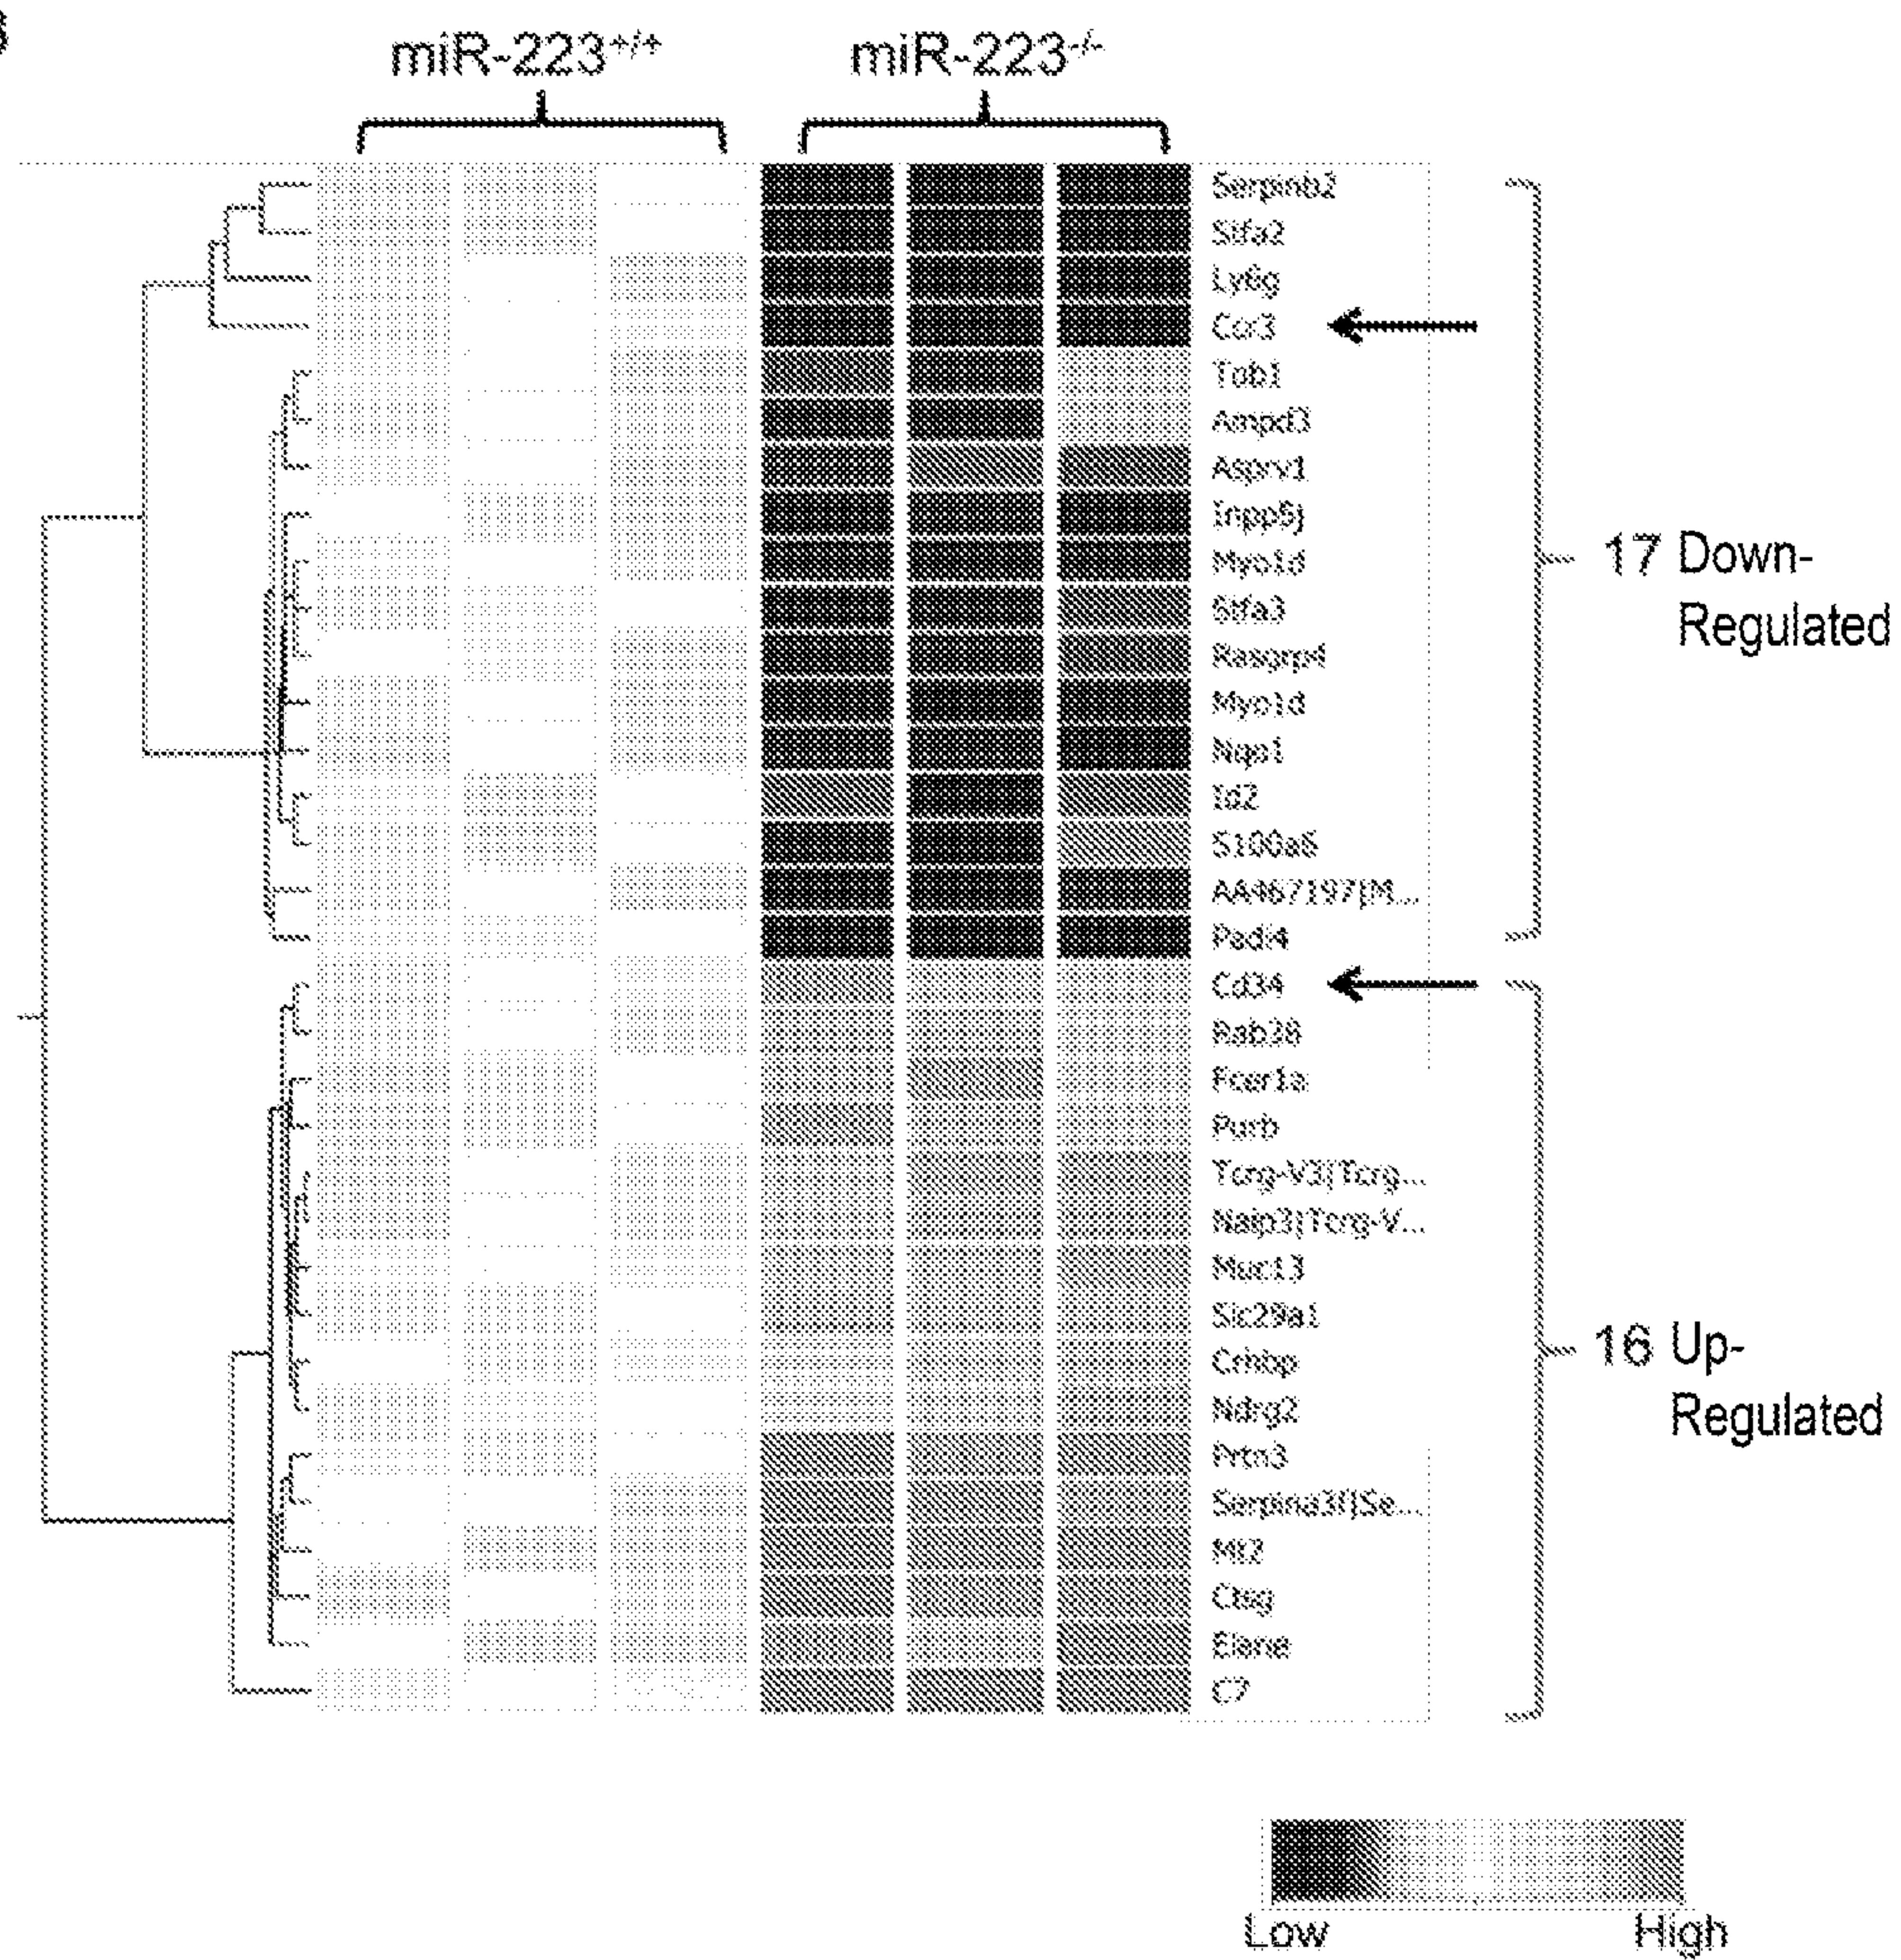 miR-223+/+
miR-223-/-
Serpinb2
Stfa2
Ly6g
Ccr3
Tob1
Ampd3
Asprv1
Inpp5j
Myo1d
Stfa3
Rasgrp4
Myo1d
Nqo1
Id2
S100a6
AA467197|M...
Padi4
Cd34
Rab38
Fcer1a
Purb
Tcrg-V3|Tcrg...
Naip3|Tcrg-V...
Muc13
Slc29a1
Crhbp
Ndrg2
Prtn3
Serpina3f|Se...
Mt2
Ctsg
Elane
C7
17 Down-
Regulated
16 Up-
Regulated
Low
High